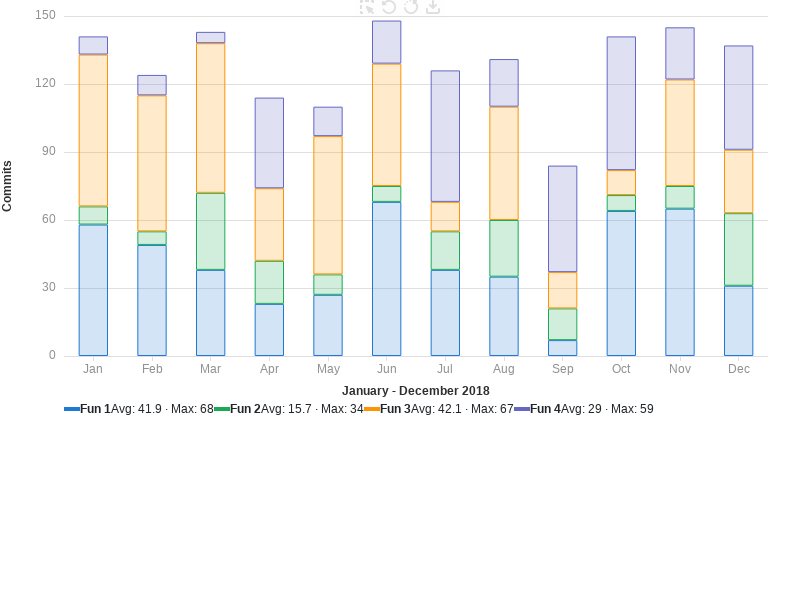 150
120
90
60
30
0
Commits
Jan Feb Mar Apr May Jun Jul Aug Sep Oct Nov Dec
January - December 2018
Fun 1 Avg: 41.9 · Max: 68 Fun 2 Avg: 15.7 · Max: 34 Fun 3 Avg: 42.1 · Max: 67 Fun 4 Avg: 29 · Max: 59